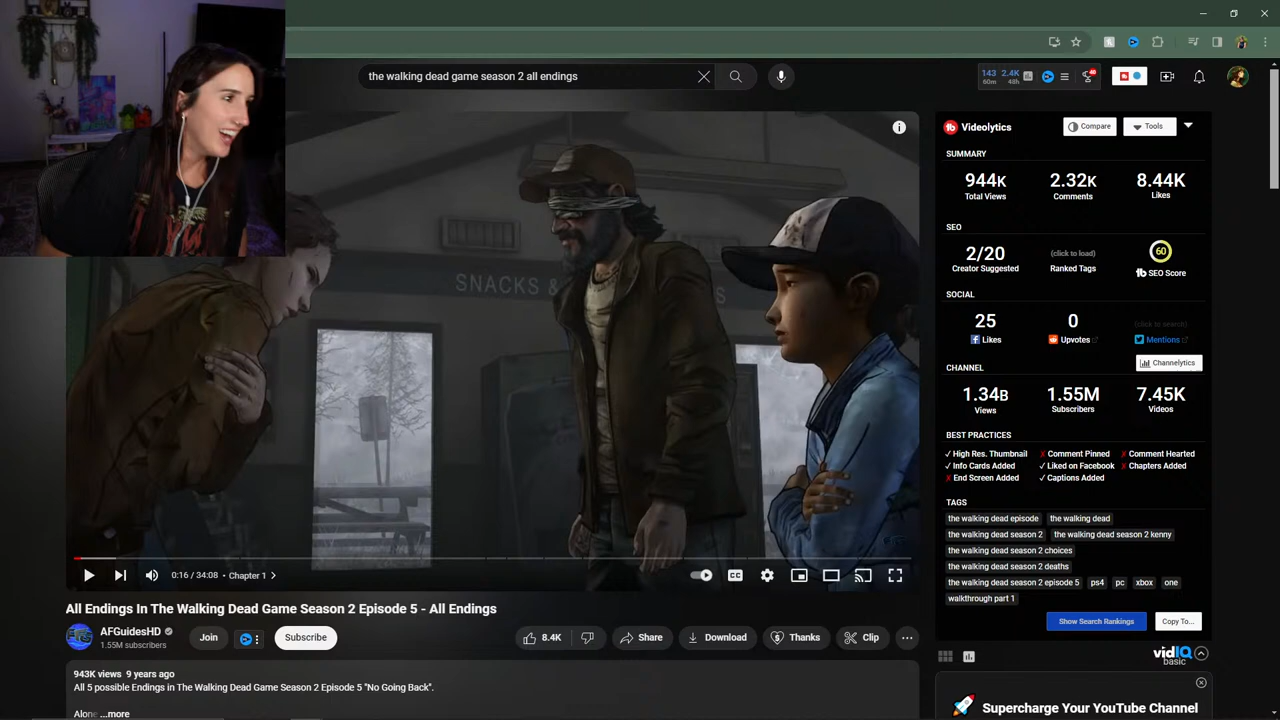 the walking dead game season 2 all endings
143
60m
2.4K
48h
Videolytics
Compare
Tools
SUMMARY
944K
Total Views
2.32K
Comments
8.44K
Likes
SEO
2/20
Creator Suggested
(click to load)
Ranked Tags
60
SEO Score
SOCIAL
25
Likes
0
Upvotes
(click to search)
Mentions
Channelytics
CHANNEL
1.34B
Views
1.55M
Subscribers
7.45K
Videos
BEST PRACTICES
High Res. Thumbnail
Comment Pinned
Comment Hearted
Info Cards Added
Liked on Facebook
Chapters Added
End Screen Added
Captions Added
TAGS
the walking dead episode
the walking dead
the walking dead season 2
the walking dead season 2 kenny
the walking dead season 2 choices
the walking dead season 2 deaths
the walking dead season 2 episode 5
ps4
pc
xbox
one
walkthrough part 1
Show Search Rankings
Copy To...
vidIQ
basic
Supercharge Your YouTube Channel
SNACKS &
S
0:16 / 34:08 • Chapter 1
CC
All Endings In The Walking Dead Game Season 2 Episode 5 - All Endings
AFGuidesHD
1.55M subscribers
Join
Subscribe
8.4K
Share
Download
Thanks
Clip
943K views 9 years ago
All 5 possible Endings in The Walking Dead Game Season 2 Episode 5 "No Going Back".
Alone ...more